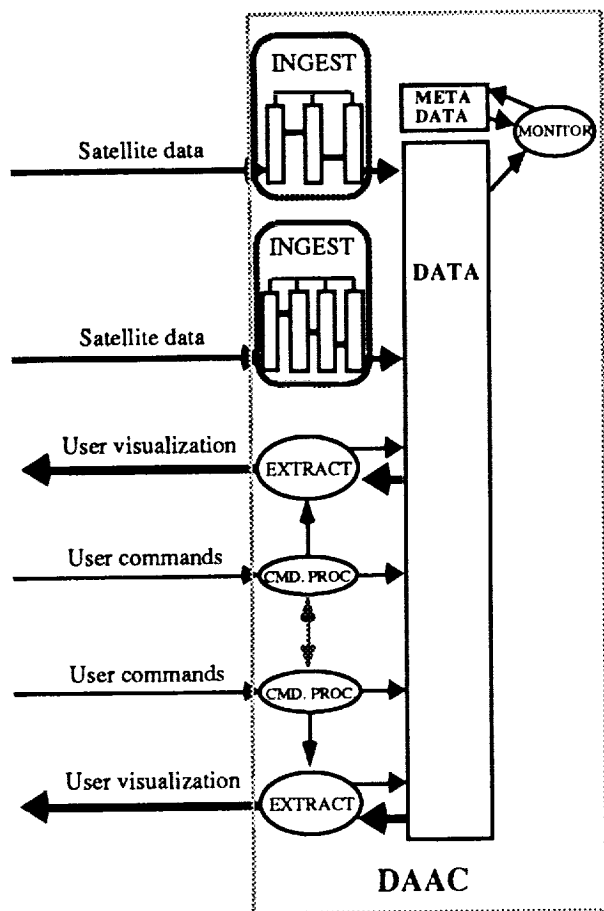 INGEST
META
DATA
MONITOR
Satellite data
INGEST
DATA
Satellite data
User visualization
EXTRACT
User commands
CMD. PROC
User commands
CMD. PROC
User visualization
EXTRACT
DAAC